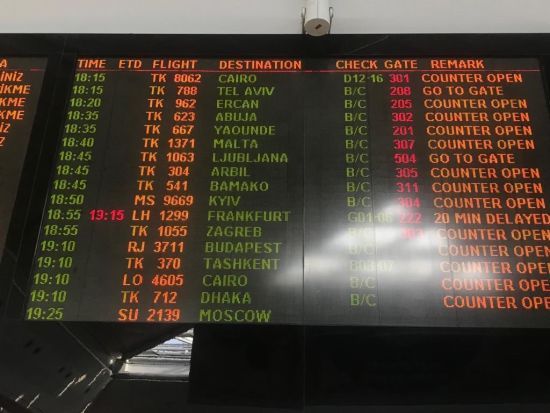 A TIME ETD FLIGHT DESTINATION CHECK GATE REMARK
18:15 TK 8062 CAIRO D12-16 301 COUNTER OPEN
18:15 TK 788 TEL AVIV B/C 208 GO TO GATE
18:20 TK 962 ERCAN B/C 205 COUNTER OPEN
18:35 TK 623 ABUJA B/C 302 COUNTER OPEN
18:35 TK 667 YAOUNDE B/C 201 COUNTER OPEN
18:40 TK 1371 MALTA B/C 307 COUNTER OPEN
18:45 TK 1063 LJUBLJANA B/C 504 GO TO GATE
18:45 TK 304 ARBIL B/C 305 COUNTER OPEN
18:45 TK 541 BAMAKO B/C 311 COUNTER OPEN
18:50 MS 9669 KYIV B/C 304 COUNTER OPEN
18:55 19:15 LH 1299 FRANKFURT 222 20 MIN DELAYED
18:55 TK 1055 ZAGREB B/C COUNTER OPEN
19:10 RJ 3711 BUDAPEST B/C COUNTER OPEN
19:10 TK 370 TASHKENT COUNTER OPEN
19:10 LO 4605 CAIRO B/C COUNTER OPEN
19:10 TK 712 DHAKA B/C COUNTER OPEN
19:25 SU 2139 MOSCOW